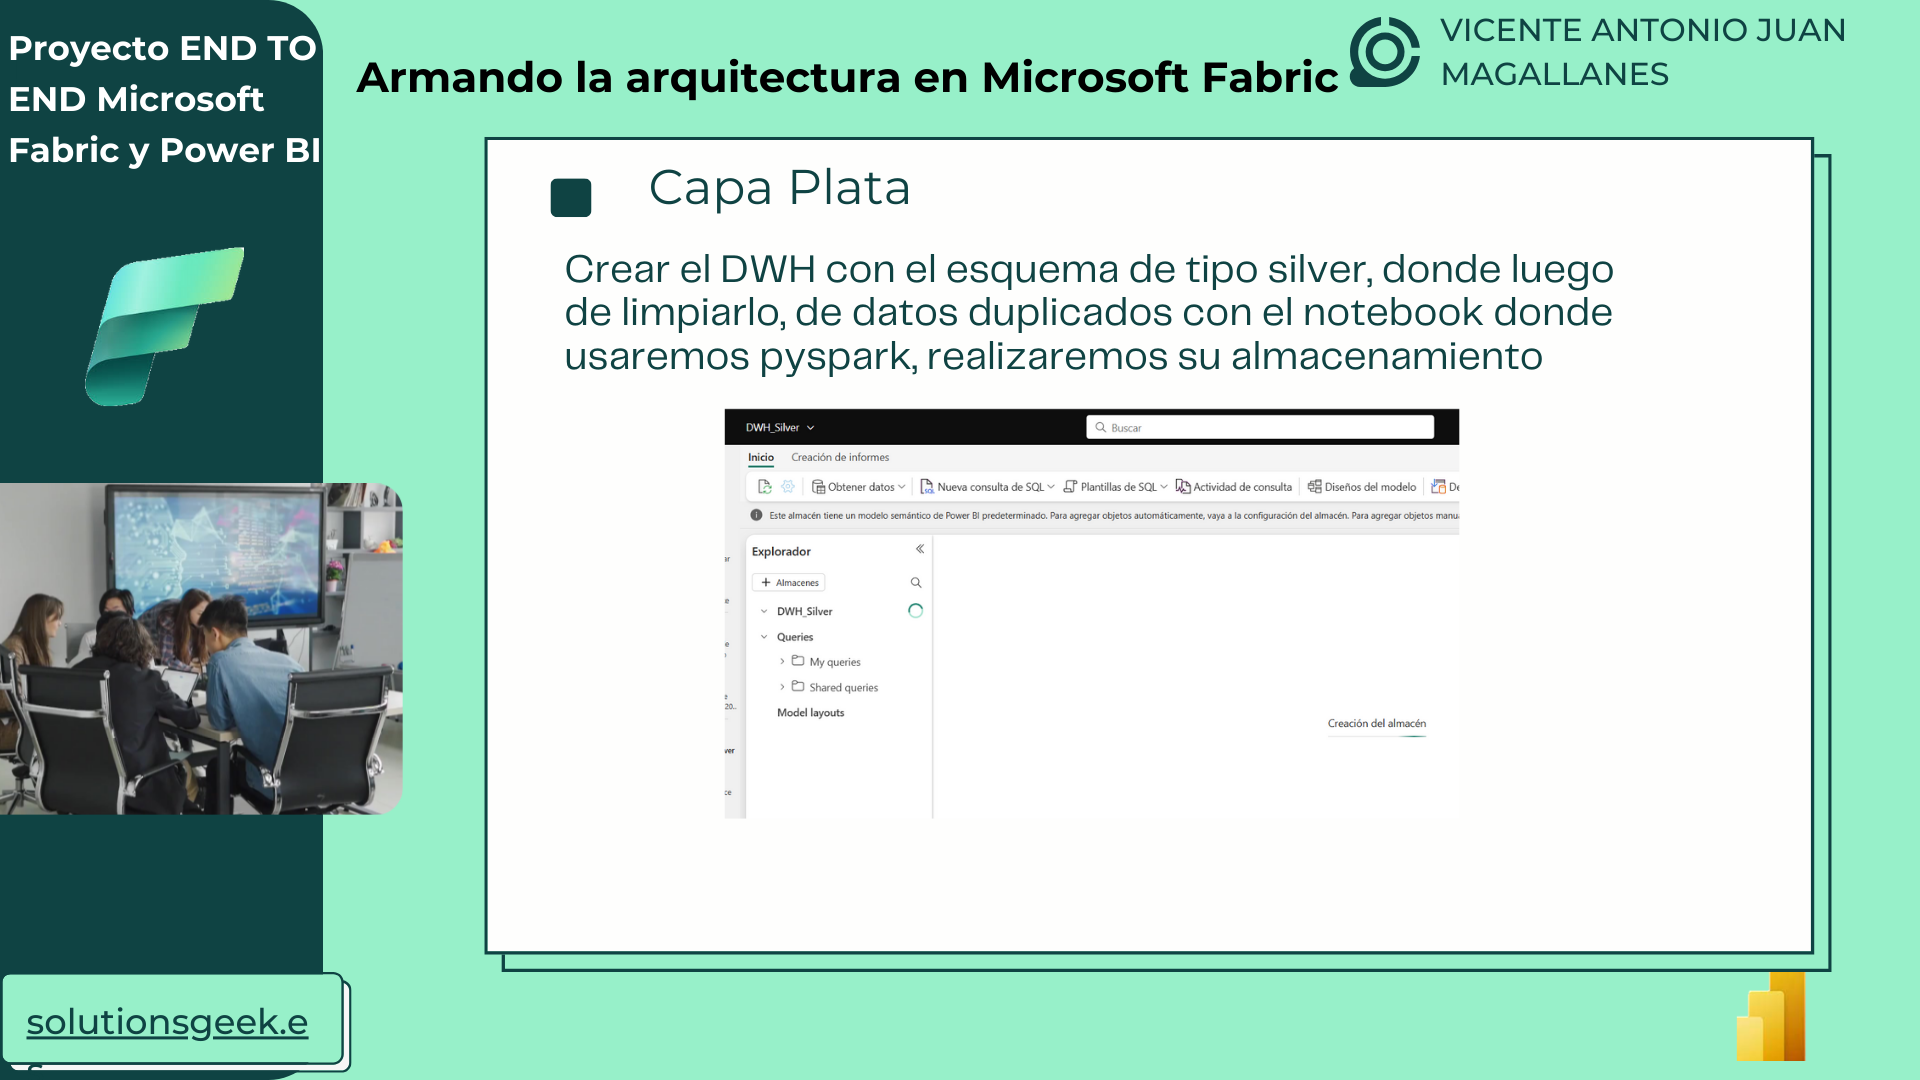 Proyecto END TO
END Microsoft
Fabric y Power BI
Armando la arquitectura en Microsoft Fabric
VICENTE ANTONIO JUAN
MAGALLANES
Capa Plata
Crear el DWH con el esquema de tipo silver, donde luego
de limpiarlo, de datos duplicados con el notebook donde
usaremos pyspark, realizaremos su almacenamiento
DWH_Silver
Buscar
Inicio Creación de informes
Obtener datos Nueva consulta de SQL Plantillas de SQL Actividad de consulta Diseños del modelo De
Este almacén tiene un modelo semántico de Power BI predeterminado. Para agregar objetos automáticamente, vaya a la configuración del almacén. Para agregar objetos manu
Explorador
+ Almacenes
DWH_Silver
Queries
My queries
Shared queries
Model layouts
Creación del almacén
solutionsgeek.e